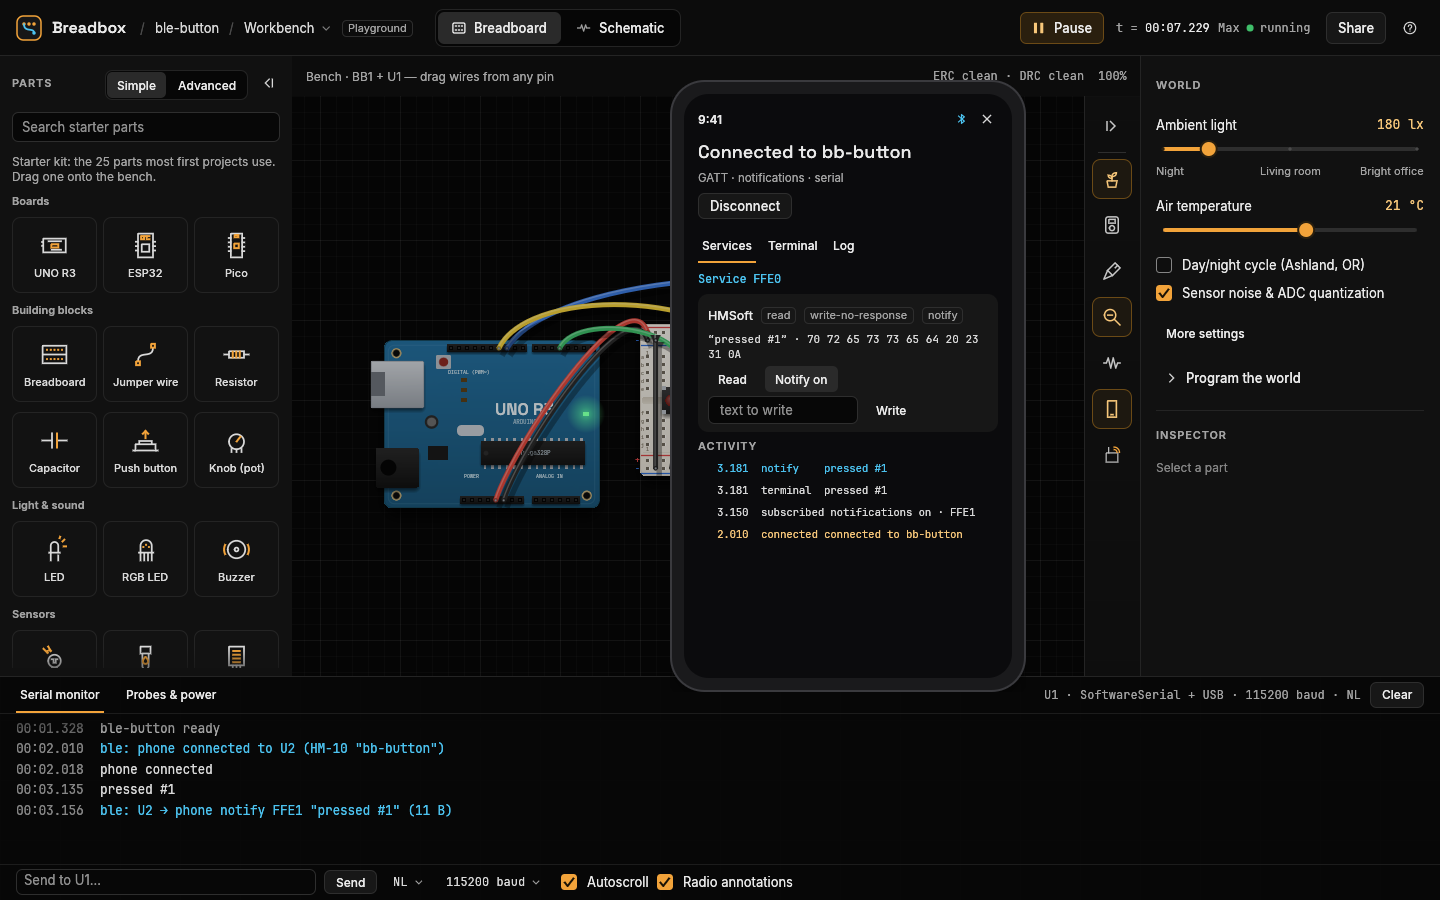 Breadbox / ble-button / Workbench Playground
Breadboard Schematic
Pause t = 00:07.229 Max running Share
PARTS Simple Advanced
Search starter parts
Starter kit: the 25 parts most first projects use.
Drag one onto the bench.
Boards
UNO R3 ESP32 Pico
Building blocks
Breadboard Jumper wire Resistor
Capacitor Push button Knob (pot)
Light & sound
LED RGB LED Buzzer
Sensors
Bench · BB1 + U1 — drag wires from any pin
ERC clean · DRC clean 100%
DIGITAL (PWM~)
UNO
POWER ANALOG IN
9:41
Connected to bb-button
GATT · notifications · serial
Disconnect
Services Terminal Log
Service FFE0
HMSoft read write-no-response notify
“pressed #1” · 70 72 65 73 73 65 64 20 23
31 0A
Read Notify on
text to write Write
ACTIVITY
3.181 notify pressed #1
3.181 terminal pressed #1
3.150 subscribed notifications on · FFE1
2.010 connected connected to bb-button
WORLD
Ambient light 180 lx
Night Living room Bright office
Air temperature 21 °C
Day/night cycle (Ashland, OR)
Sensor noise & ADC quantization
More settings
Program the world
INSPECTOR
Select a part
Serial monitor Probes & power
U1 · SoftwareSerial + USB · 115200 baud · NL Clear
00:01.328 ble-button ready
00:02.010 ble: phone connected to U2 (HM-10 "bb-button")
00:02.018 phone connected
00:03.135 pressed #1
00:03.156 ble: U2 → phone notify FFE1 "pressed #1" (11 B)
Send to U1... Send NL 115200 baud Autoscroll Radio annotations